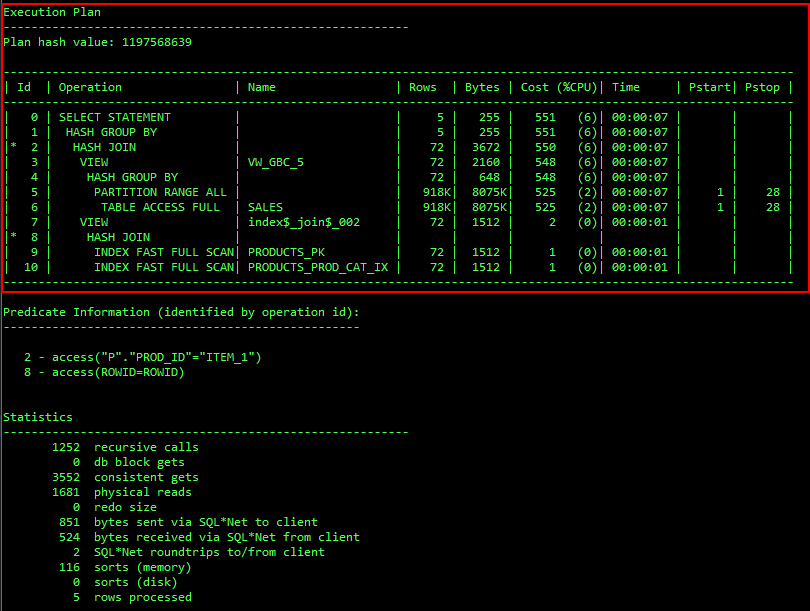 Execution Plan
----------------------------------------------------------
Plan hash value: 1197568639
-----------------------------------------------------------------------------------------------------------------
| Id  | Operation                | Name                 | Rows  | Bytes | Cost (%CPU)| Time     | Pstart| Pstop |
-----------------------------------------------------------------------------------------------------------------
|   0 | SELECT STATEMENT         |                      |     5 |   255 |   551   (6)| 00:00:07 |       |       |
|   1 |  HASH GROUP BY           |                      |     5 |   255 |   551   (6)| 00:00:07 |       |       |
|*  2 |   HASH JOIN              |                      |    72 |  3672 |   550   (6)| 00:00:07 |       |       |
|   3 |    VIEW                  | VW_GBC_5             |    72 |  2160 |   548   (6)| 00:00:07 |       |       |
|   4 |     HASH GROUP BY        |                      |    72 |   648 |   548   (6)| 00:00:07 |       |       |
|   5 |      PARTITION RANGE ALL |                      |   918K|  8075K|   525   (2)| 00:00:07 |     1 |    28 |
|   6 |       TABLE ACCESS FULL  | SALES                |   918K|  8075K|   525   (2)| 00:00:07 |     1 |    28 |
|   7 |    VIEW                  | index$_join$_002     |    72 |  1512 |     2   (0)| 00:00:01 |       |       |
|*  8 |     HASH JOIN            |                      |       |       |            |          |       |       |
|   9 |      INDEX FAST FULL SCAN| PRODUCTS_PK          |    72 |  1512 |     1   (0)| 00:00:01 |       |       |
|  10 |      INDEX FAST FULL SCAN| PRODUCTS_PROD_CAT_IX |    72 |  1512 |     1   (0)| 00:00:01 |       |       |
-----------------------------------------------------------------------------------------------------------------
Predicate Information (identified by operation id):
---------------------------------------------------
   2 - access("P"."PROD_ID"="ITEM_1")
   8 - access(ROWID=ROWID)
Statistics
----------------------------------------------------------
       1252  recursive calls
          0  db block gets
       3552  consistent gets
       1681  physical reads
          0  redo size
        851  bytes sent via SQL*Net to client
        524  bytes received via SQL*Net from client
          2  SQL*Net roundtrips to/from client
        116  sorts (memory)
          0  sorts (disk)
          5  rows processed